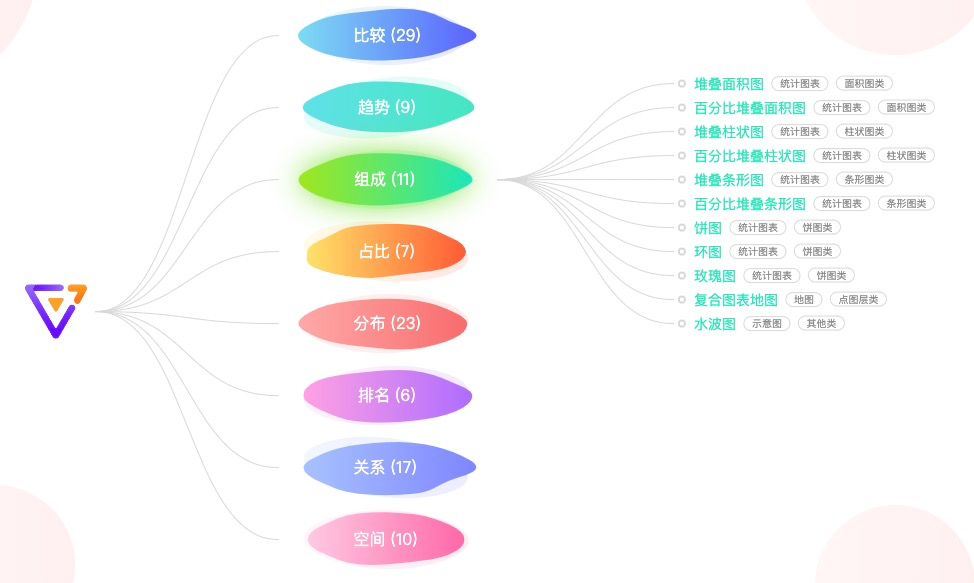 比较 (29)
趋势 (9)
组成 (11)
占比 (7)
分布 (23)
排名 (6)
关系 (17)
空间 (10)
堆叠面积图 统计图表 面积图类
百分比堆叠面积图 统计图表 面积图类
堆叠柱状图 统计图表 柱状图类
百分比堆叠柱状图 统计图表 柱状图类
堆叠条形图 统计图表 条形图类
百分比堆叠条形图 统计图表 条形图类
饼图 统计图表 饼图类
环图 统计图表 饼图类
玫瑰图 统计图表 饼图类
复合图表地图 地图 点图层类
水波图 示意图 其他类